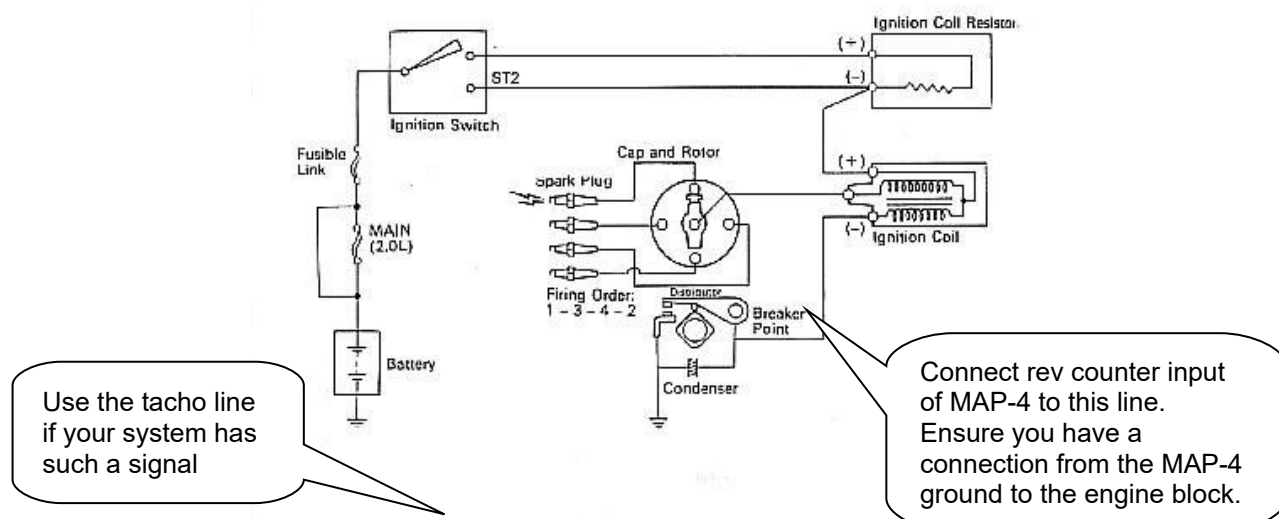 Ignition Coil Resistor
(+)
(-)
ST2
Ignition Switch
Fusible
Link
Cap and Rotor
Spark Plug
(+)
(-)
Ignition Coil
MAIN
(2.0L)
Firing Order:
1 – 3 – 4 – 2
Distributor
Breaker
Point
Condenser
Battery
Use the tacho line
if your system has
such a signal
Connect rev counter input
of MAP-4 to this line.
Ensure you have a
connection from the MAP-4
ground to the engine block.